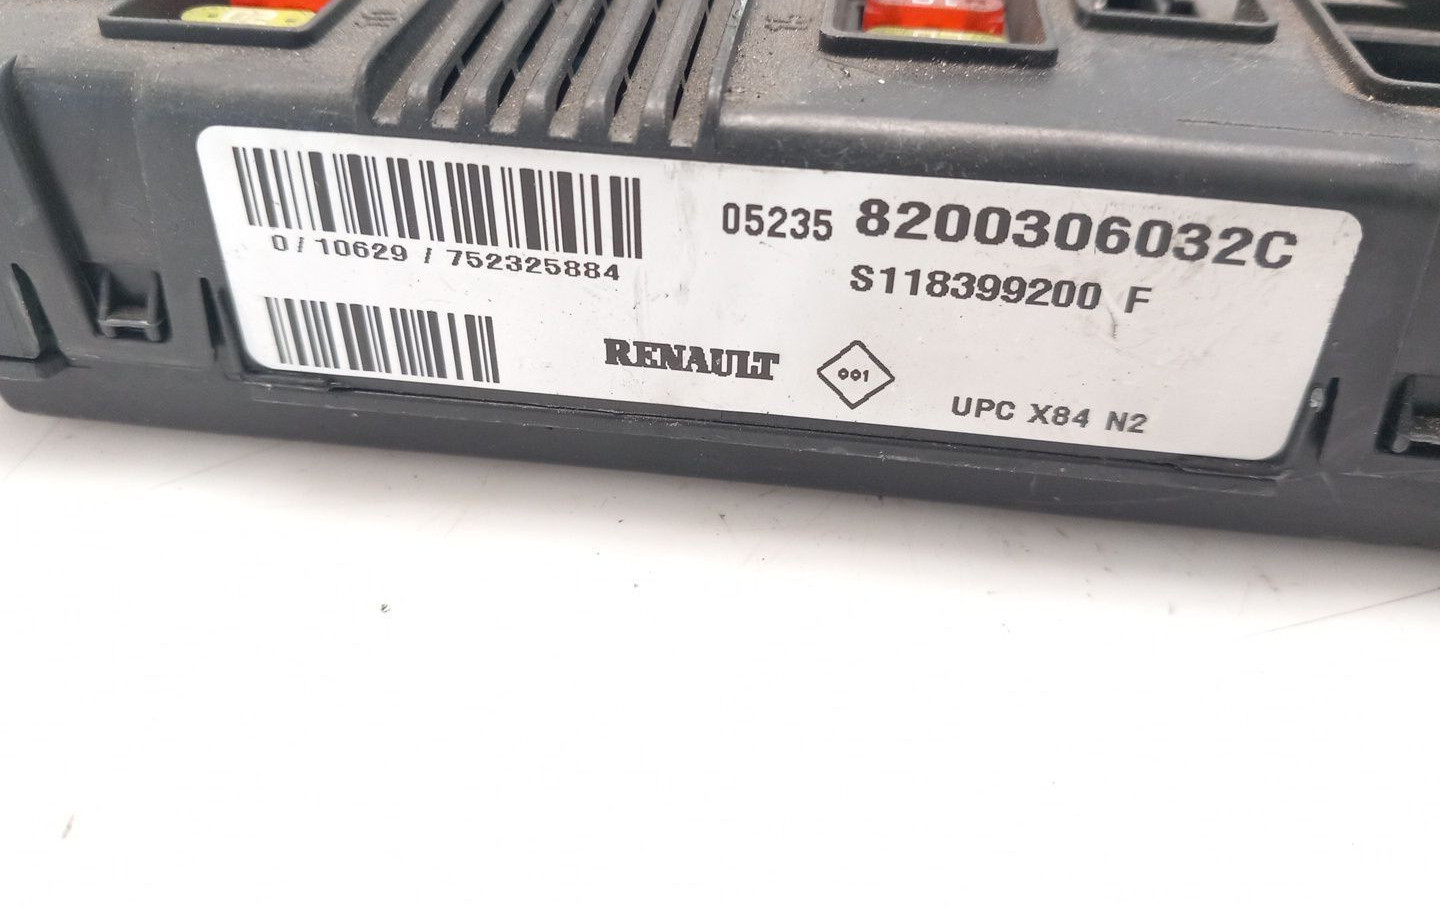 05235 8200306032C
0/10629/752325884
S118399200 F
RENAULT
001
UPC X84 N2